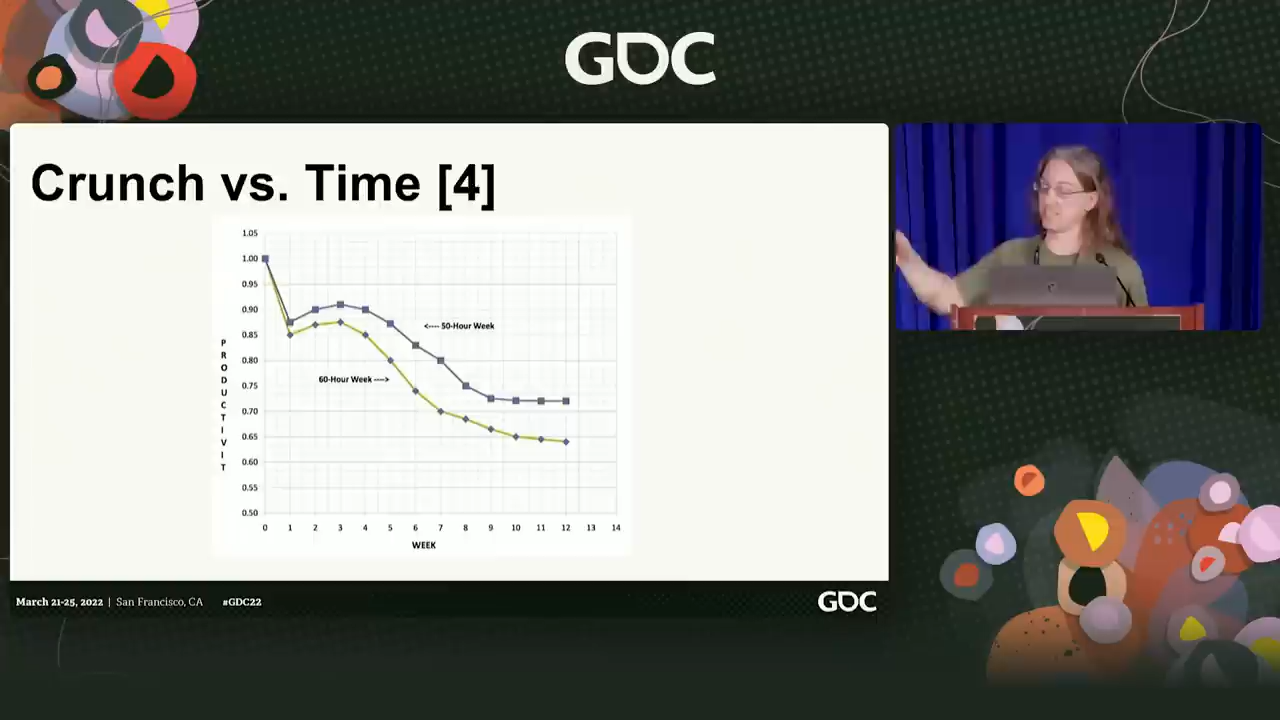 GDC
Crunch vs. Time [4]
1.05
1.00
0.95
0.90
0.85
0.80
0.75
0.70
0.65
0.60
0.55
0.50
PRODUCTIVIT
<---- 50-Hour Week
60-Hour Week ---->
0 1 2 3 4 5 6 7 8 9 10 11 12 13 14
WEEK
March 21-25, 2022 | San Francisco, CA #GDC22
GDC